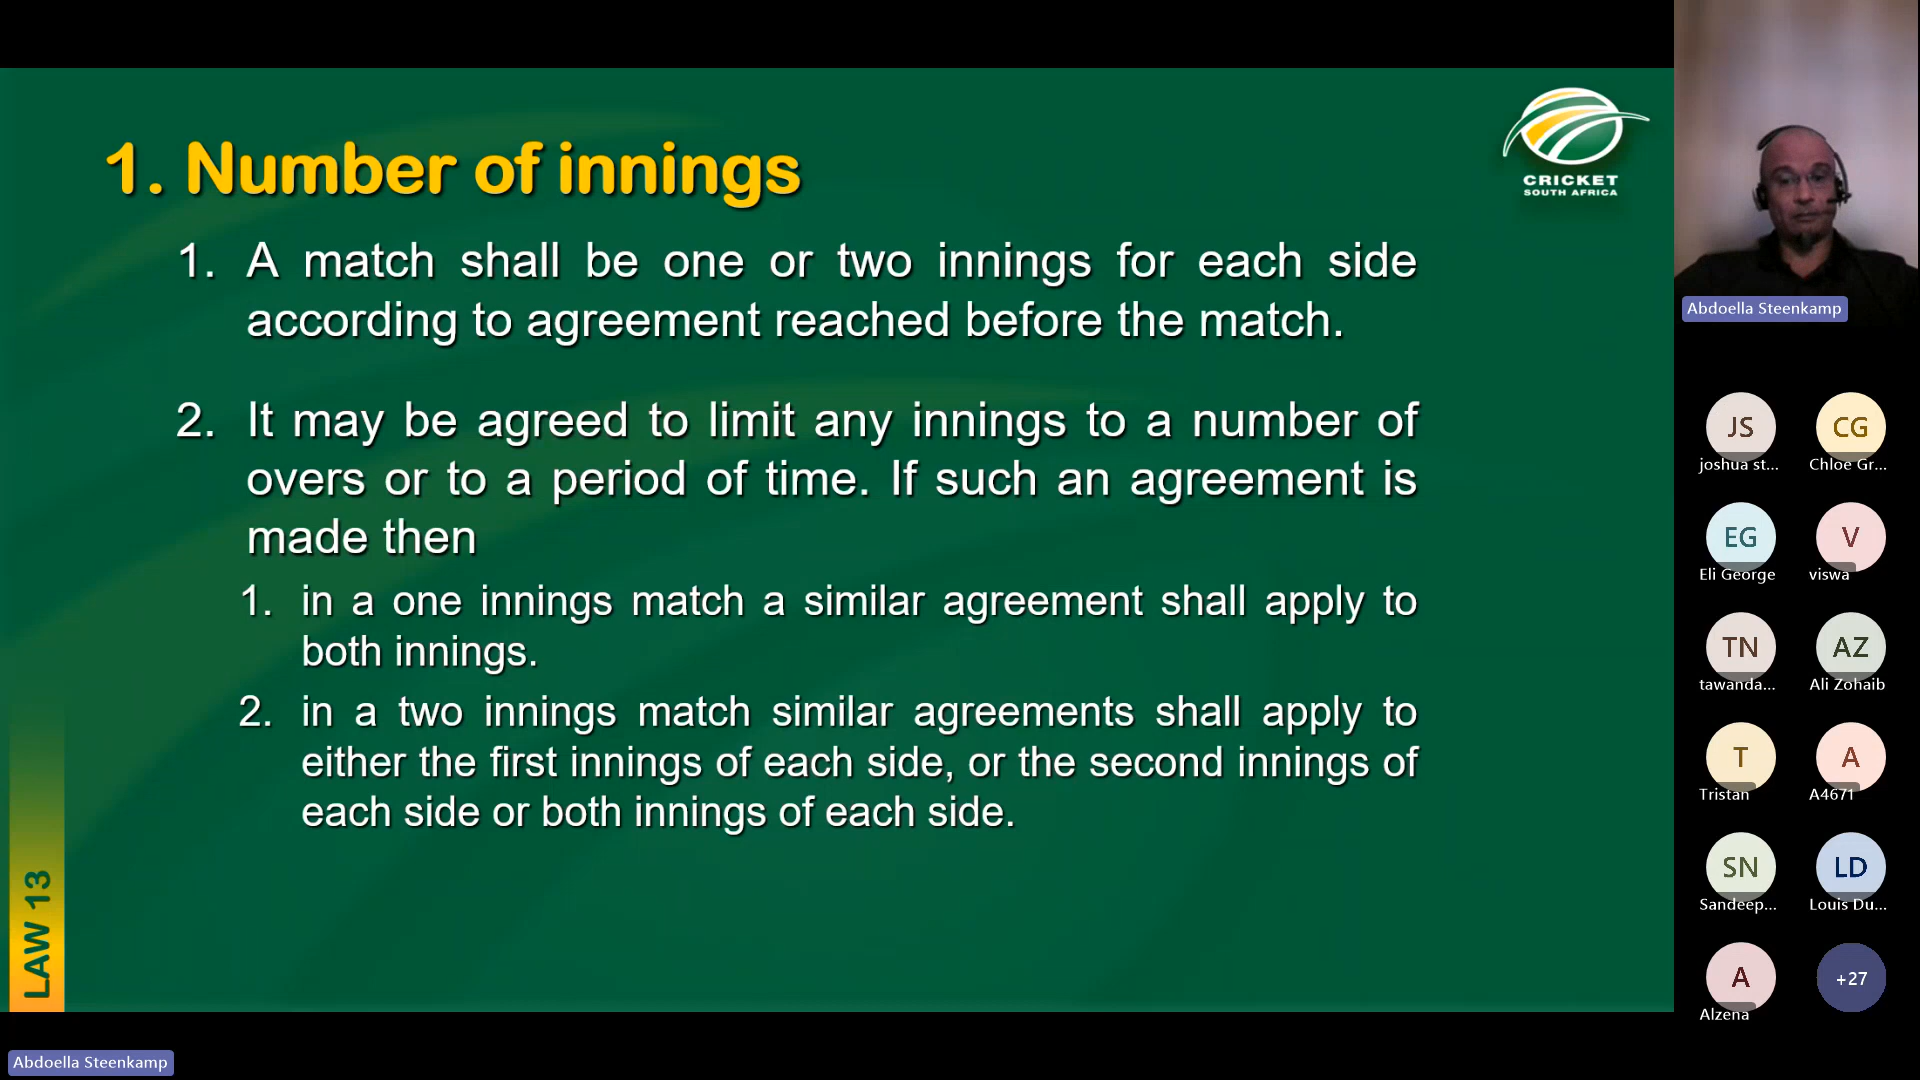 1. Number of innings
CRICKET
SOUTH AFRICA
1. A match shall be one or two innings for each side
according to agreement reached before the match.
2. It may be agreed to limit any innings to a number of
overs or to a period of time. If such an agreement is
made then
1. in a one innings match a similar agreement shall apply to
both innings.
2. in a two innings match similar agreements shall apply to
either the first innings of each side, or the second innings of
each side or both innings of each side.
LAW 13
Abdoella Steenkamp
Abdoella Steenkamp
JS
joshua st...
CG
Chloe Gr...
EG
Eli George
V
viswa
TN
tawanda...
AZ
Ali Zohaib
T
Tristan
A
A4671
SN
Sandeep...
LD
Louis Du...
A
Alzena
+27